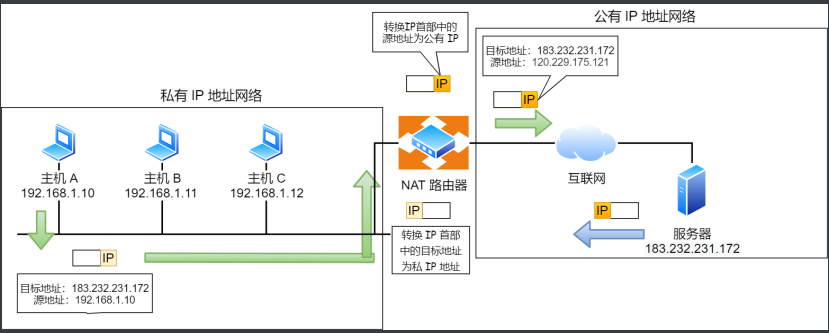 公有 IP 地址网络
转换IP首部中的
源地址为公有 IP
目标地址：183.232.231.172
源地址：120.229.175.121
IP
IP
私有 IP 地址网络
主机 A
192.168.1.10
主机 B
192.168.1.11
主机 C
192.168.1.12
NAT 路由器
互联网
IP
IP
服务器
183.232.231.172
转换 IP 首部
中的目标地址
为私 IP 地址
IP
目标地址：183.232.231.172
源地址：192.168.1.10